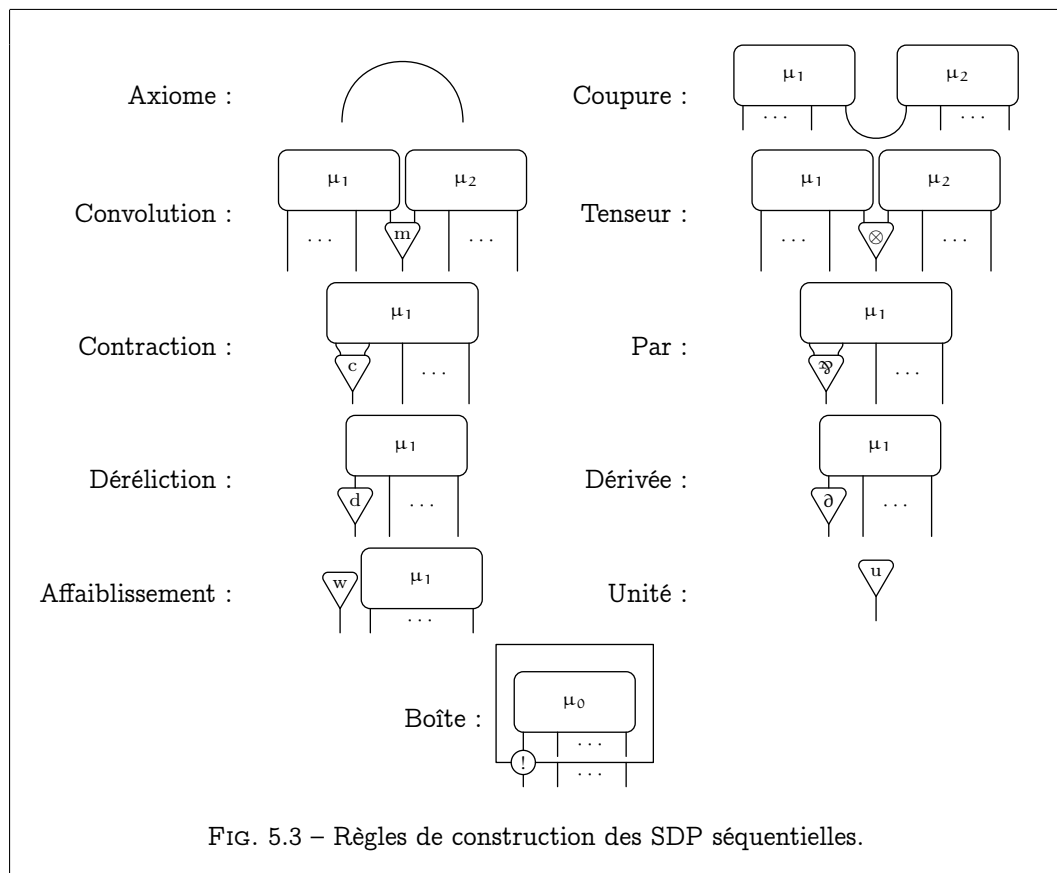 Axiome :
Coupure :
μ₁ ... μ₂ ...
Convolution :
μ₁ μ₂ ... m ...
Tenseur :
μ₁ μ₂ ... ⊗ ...
Contraction :
μ₁ c ...
Par :
μ₁ ⅋ ...
Déréliction :
μ₁ d ...
Dérivée :
μ₁ ∂ ...
Affaiblissement :
w μ₁ ...
Unité :
u
Boîte :
μ₀
...
! ...
FIG. 5.3 – Règles de construction des SDP séquentielles.